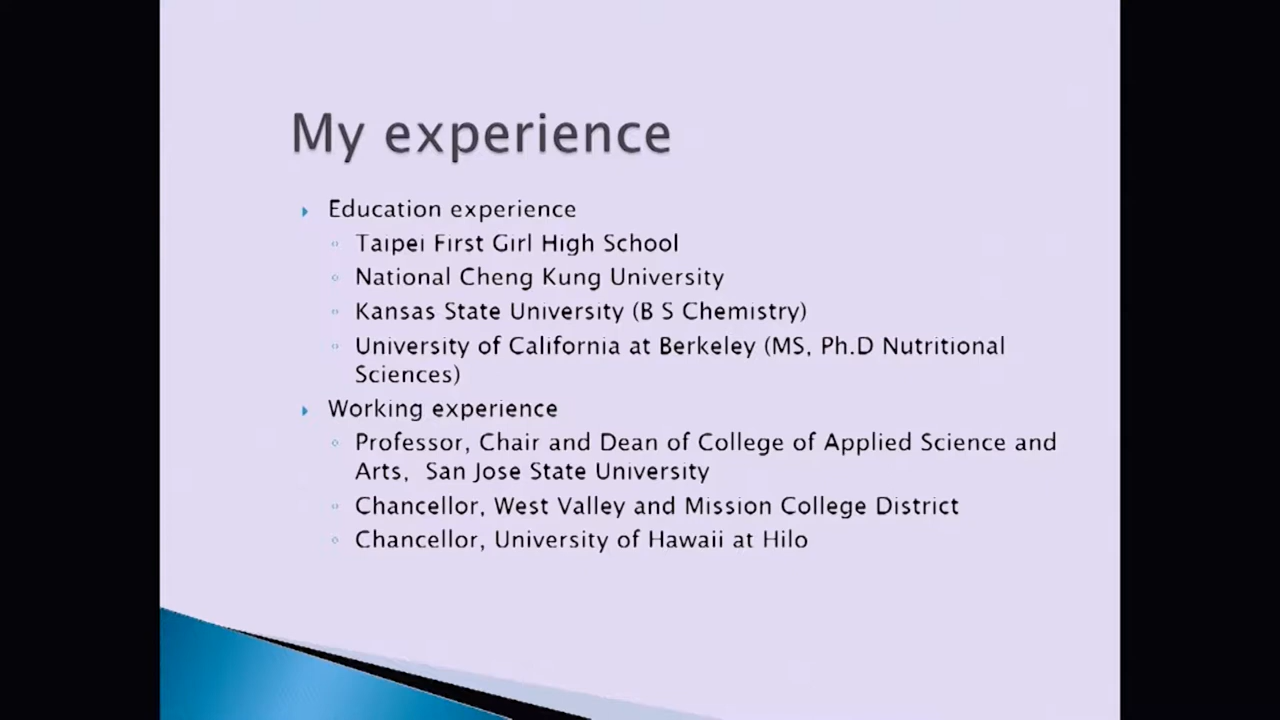 My experience
Education experience
Taipei First Girl High School
National Cheng Kung University
Kansas State University (B S Chemistry)
University of California at Berkeley (MS, Ph.D Nutritional
Sciences)
Working experience
Professor, Chair and Dean of College of Applied Science and
Arts,  San Jose State University
Chancellor, West Valley and Mission College District
Chancellor, University of Hawaii at Hilo